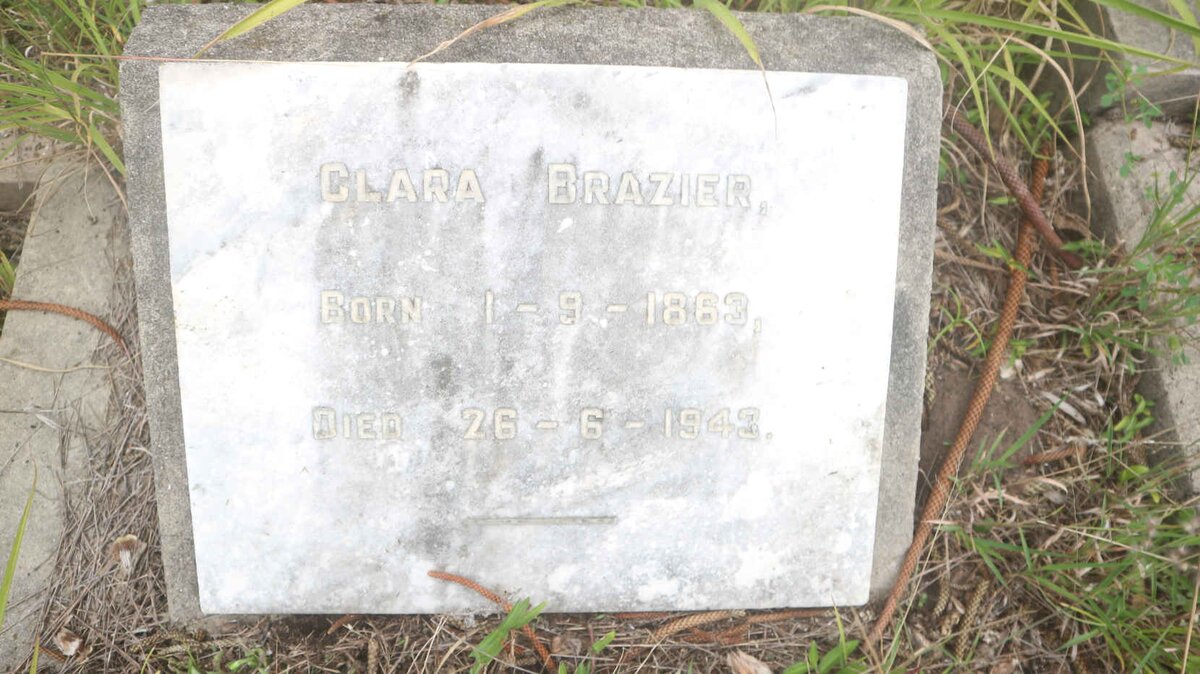 CLARA BRAZIER,
BORN 1-9-1863,
DIED 26-6-1943.